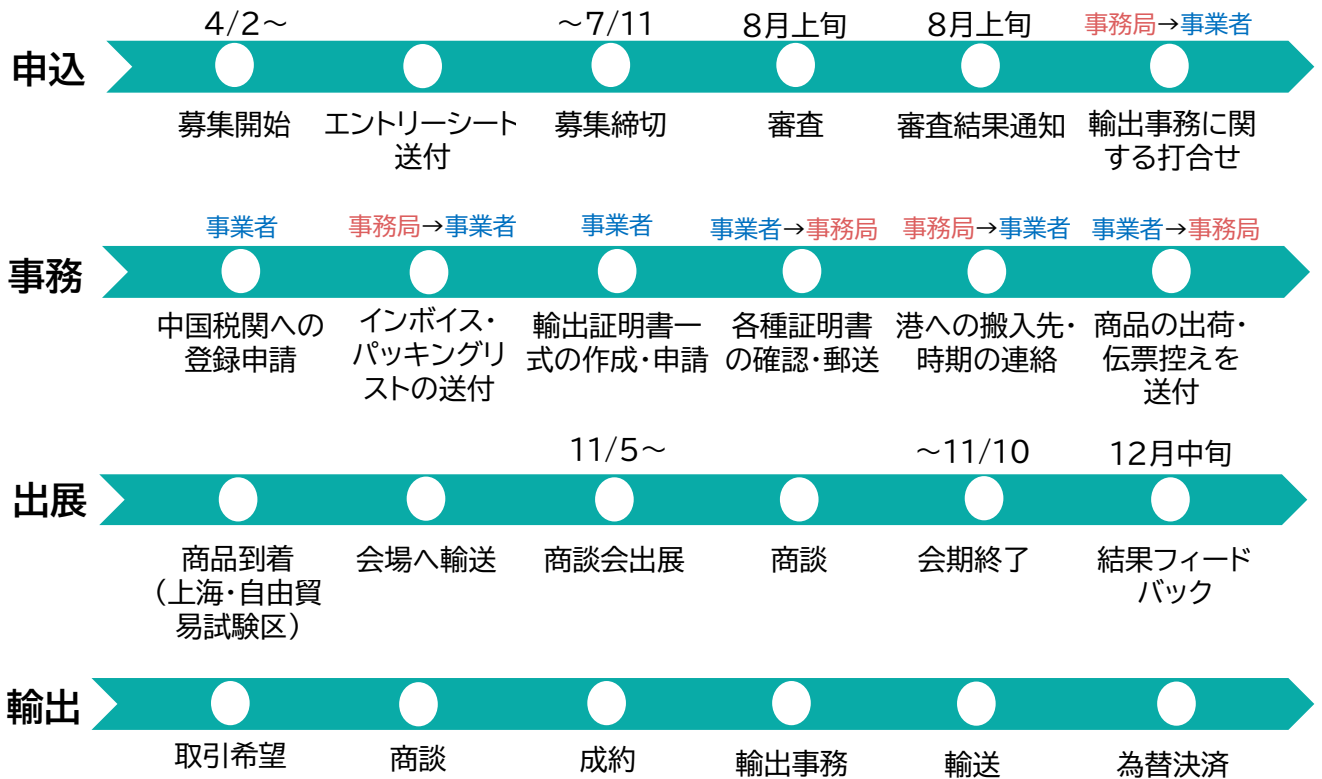 4/2～ ～7/11 8月上旬 8月上旬 事務局→事業者
申込
募集開始 エントリーシート 募集締切 審査 審査結果通知 輸出事務に関
送付 する打合せ
事業者 事務局→事業者 事業者 事業者→事務局 事務局→事業者 事業者→事務局
事務
中国税関への インボイス・ 輸出証明書一 各種証明書 港への搬入先・ 商品の出荷・
登録申請 パッキングリ 式の作成・申請 の確認・郵送 時期の連絡 伝票控えを
ストの送付 送付
11/5～ ～11/10 12月中旬
出展
商品到着 会場へ輸送 商談会出展 商談 会期終了 結果フィード
（上海・自由貿 バック
易試験区）
輸出
取引希望 商談 成約 輸出事務 輸送 為替決済